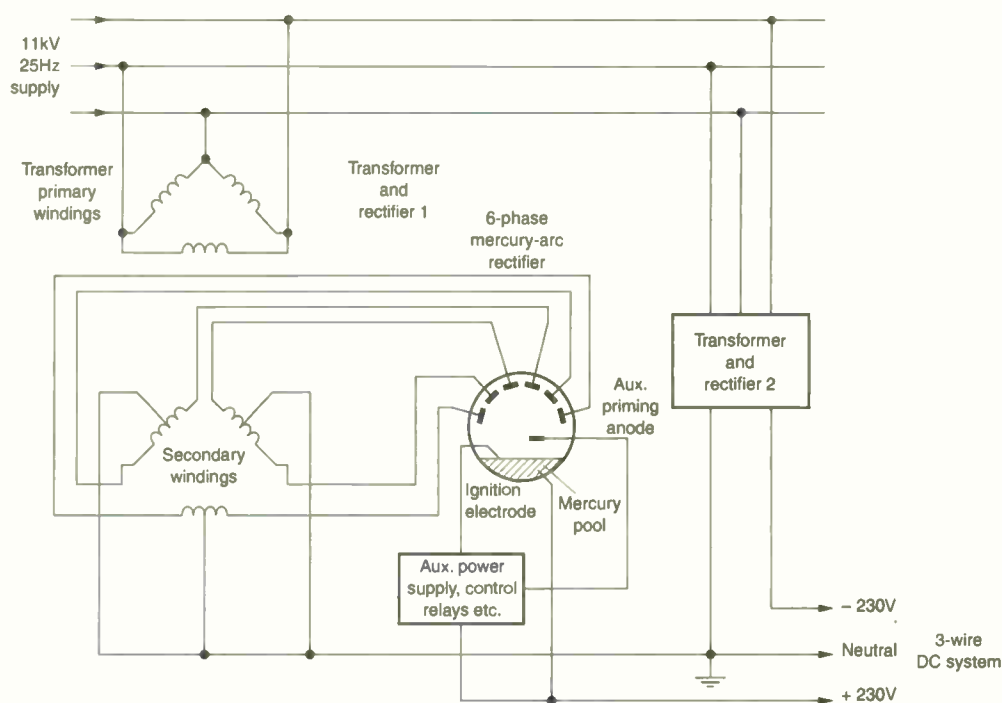 11kV
25Hz
supply
Transformer
primary
windings
Transformer
and
rectifier 1
6-phase
mercury-arc
rectifier
Transformer
and
rectifier 2
Aux.
priming
anode
Secondary
windings
Ignition
electrode
Mercury
pool
Aux. power
supply, control
relays etc.
– 230V
Neutral
3-wire
DC system
+ 230V